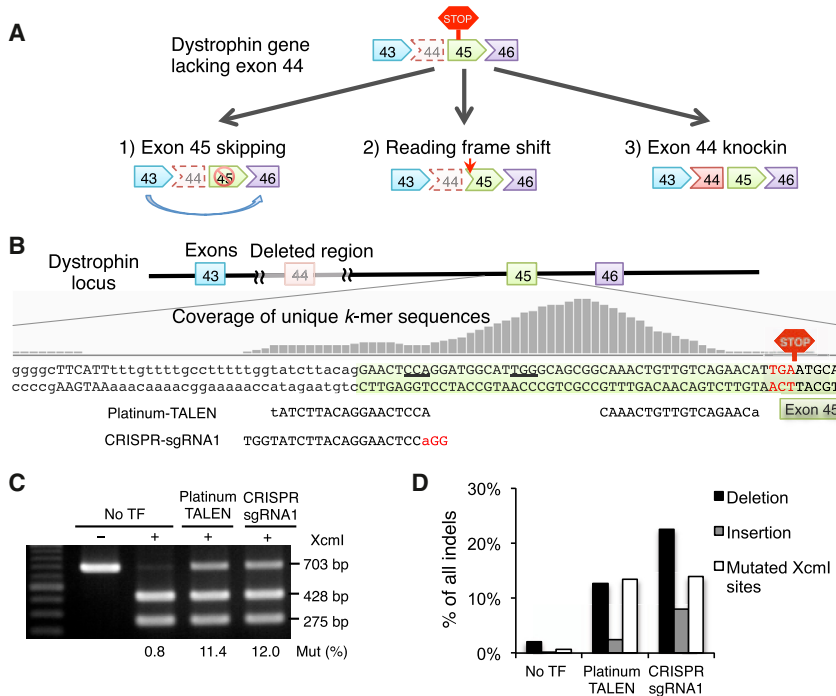 A
STOP
Dystrophin gene
lacking exon 44
43 44 45 46
1) Exon 45 skipping
2) Reading frame shift
3) Exon 44 knockin
43 44 45 46
43 44 45 46
43 44 45 46
B
Exons
Deleted region
Dystrophin
locus
43 44 45 46
Coverage of unique k-mer sequences
STOP
ggggcTTCATTtttgttttgcctttttggtatcttacagGAACTCCAGGATGGCATTGGGCAGCGGCAAACTGTTGTCAGAACATTGAATGCA
ccccgAAGTAAaaacaaaacggaaaaaccatagaatgtcCTTGAGGTCCTACCGTAACCCGTCGCCGTTTGACAACAGTCTTGTAACTTACGT
Platinum-TALEN
tATCTTACAGGAACTCCA
CAAACTGTTGTCAGAACa
Exon 45
CRISPR-sgRNA1
TGGTATCTTACAGGAACTCCaGG
C
No TF
Platinum
TALEN
CRISPR
sgRNA1
− + + + XcmI
703 bp
428 bp
275 bp
0.8 11.4 12.0 Mut (%)
D
% of all indels
30%
20%
10%
0%
No TF
Platinum
TALEN
CRISPR
sgRNA1
Deletion
Insertion
Mutated XcmI
sites